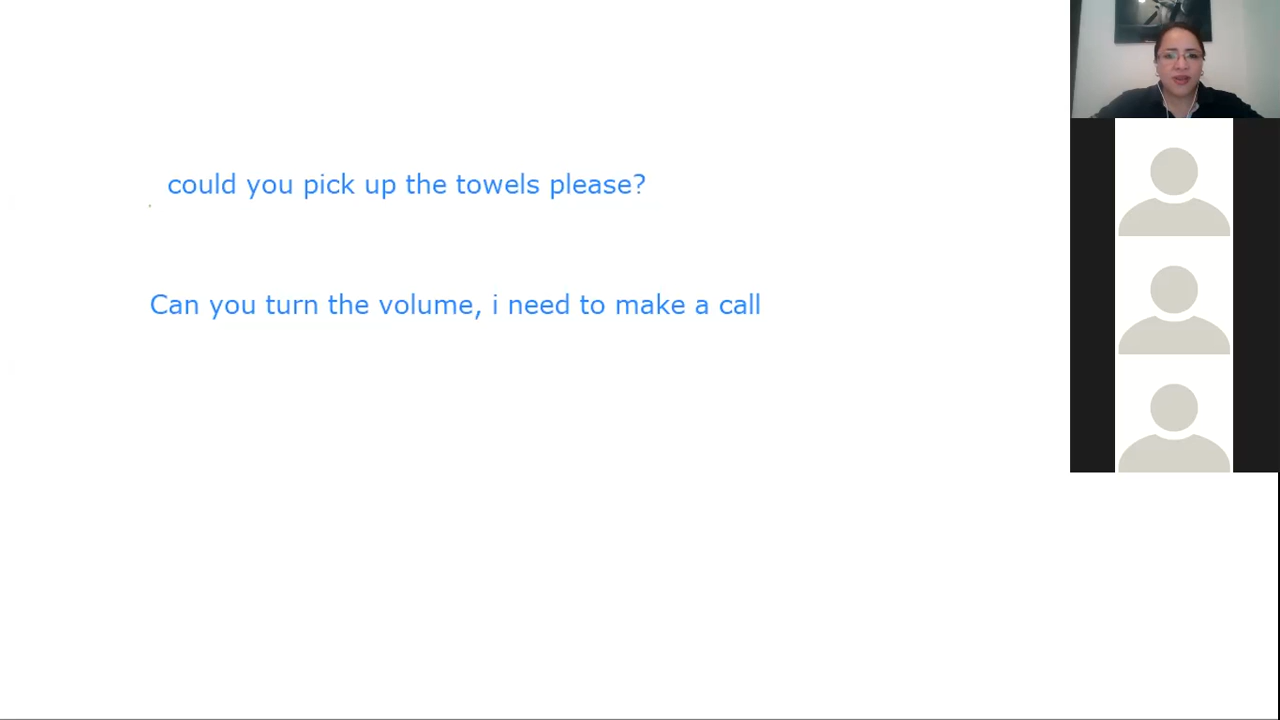 could you pick up the towels please?
Can you turn the volume, i need to make a call